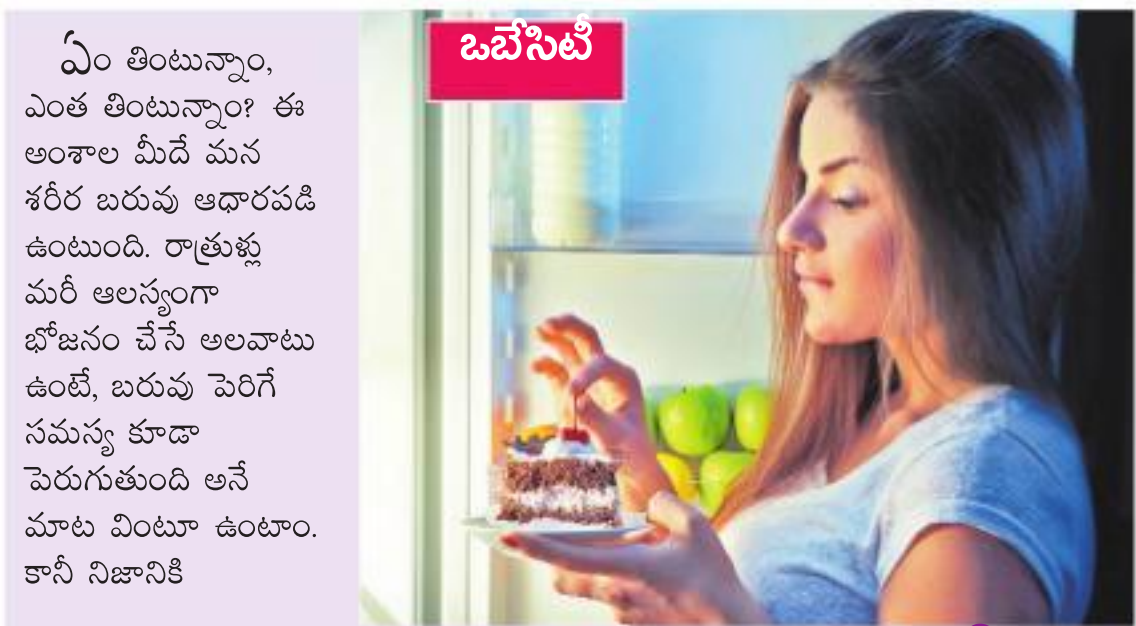 ఒబేసిటీ
ఏం తింటున్నాం,
ఎంత తింటున్నాం? ఈ
అంశాల మీదే మన
శరీర బరువు ఆధారపడి
ఉంటుంది. రాత్రుళ్లు
మరీ ఆలస్యంగా
భోజనం చేసే అలవాటు
ఉంటే, బరువు పెరిగే
సమస్య కూడా
పెరుగుతుంది అనే
మాట వింటూ ఉంటాం.
కానీ నిజానికి